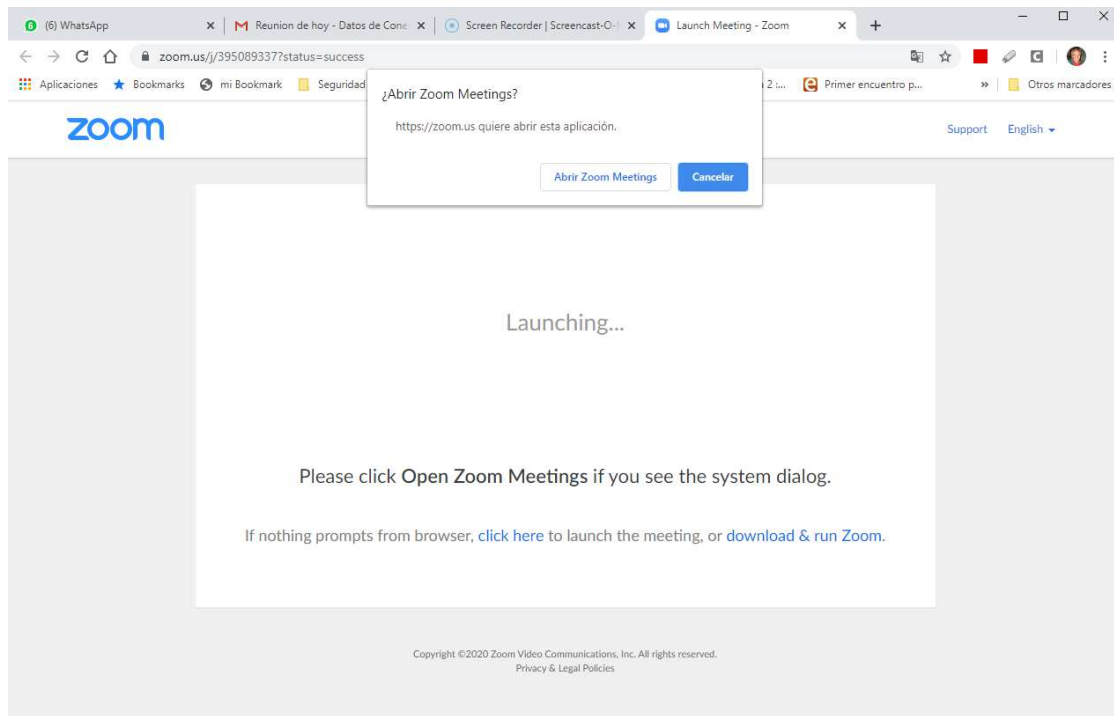 6 (6) WhatsApp
Reunion de hoy - Datos de Cone
Screen Recorder | Screencast-O-
Launch Meeting - Zoom
zoom.us/j/395089337?status=success
Aplicaciones
Bookmarks
mi Bookmark
Seguridad
2 :...
Primer encuentro p...
»
Otros marcadores
¿Abrir Zoom Meetings?
https://zoom.us quiere abrir esta aplicación.
Abrir Zoom Meetings
Cancelar
zoom
Support
English
Launching...
Please click Open Zoom Meetings if you see the system dialog.
If nothing prompts from browser, click here to launch the meeting, or download & run Zoom.
Copyright ©2020 Zoom Video Communications, Inc. All rights reserved.
Privacy & Legal Policies